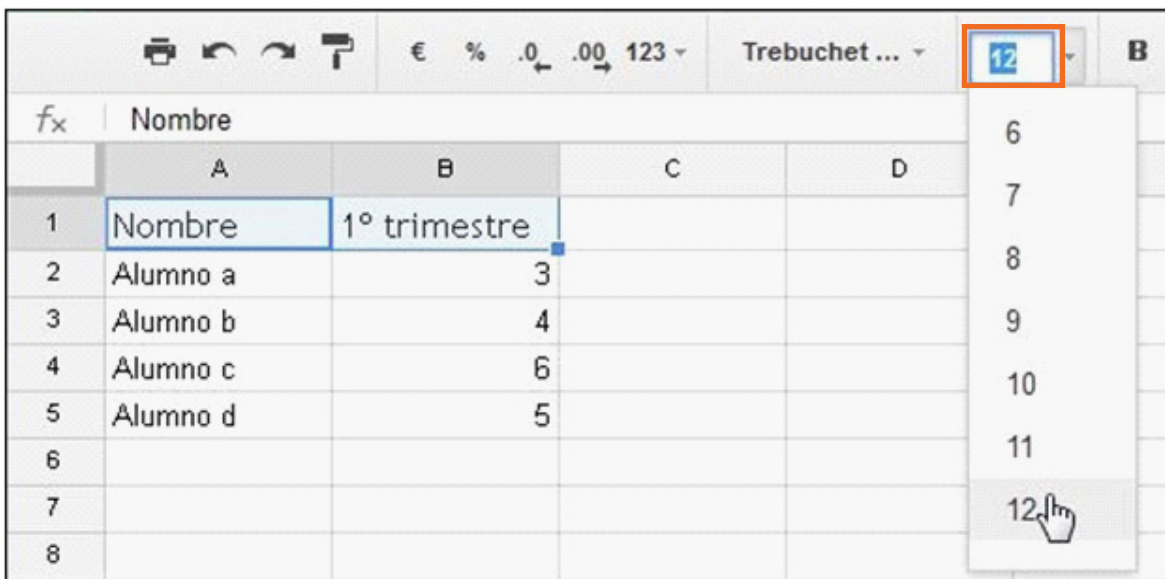 € % .0 .00 123 Trebuchet ... 12 B
fx Nombre
A B C D
1 Nombre 1º trimestre
2 Alumno a 3
3 Alumno b 4
4 Alumno c 6
5 Alumno d 5
6
7
8
6
7
8
9
10
11
12